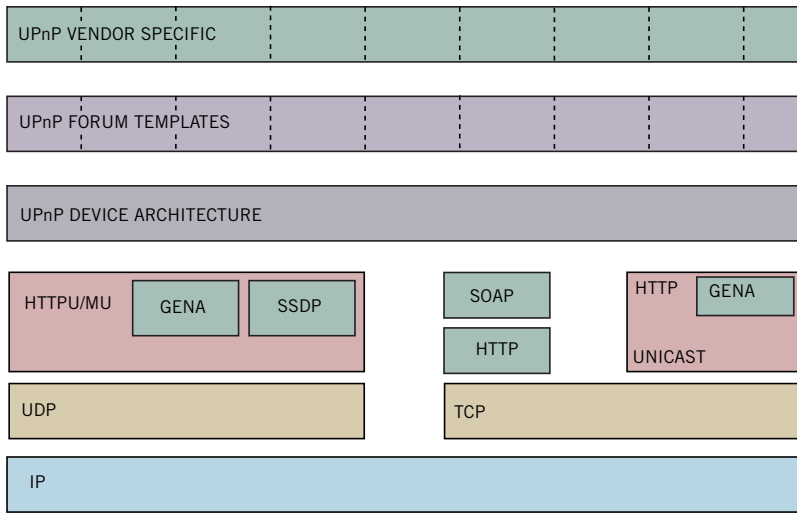 UPnP VENDOR SPECIFIC
UPnP FORUM TEMPLATES
UPnP DEVICE ARCHITECTURE
HTTPU/MU
GENA
SSDP
SOAP
HTTP
HTTP
GENA
UNICAST
UDP
TCP
IP